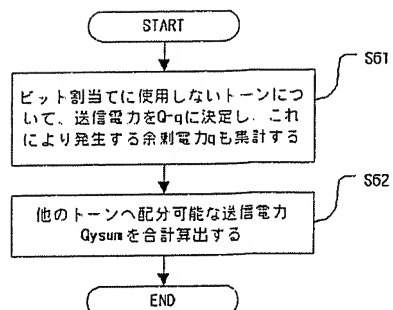 START
S61
ビット割当てに使用しないトーンにつ
いて、送信電力をQ-qに決定し、これ
により発生する余剰電力qも累計する
S62
他のトーンへ配分可能な送信電力
Qysumを合計算出する
END